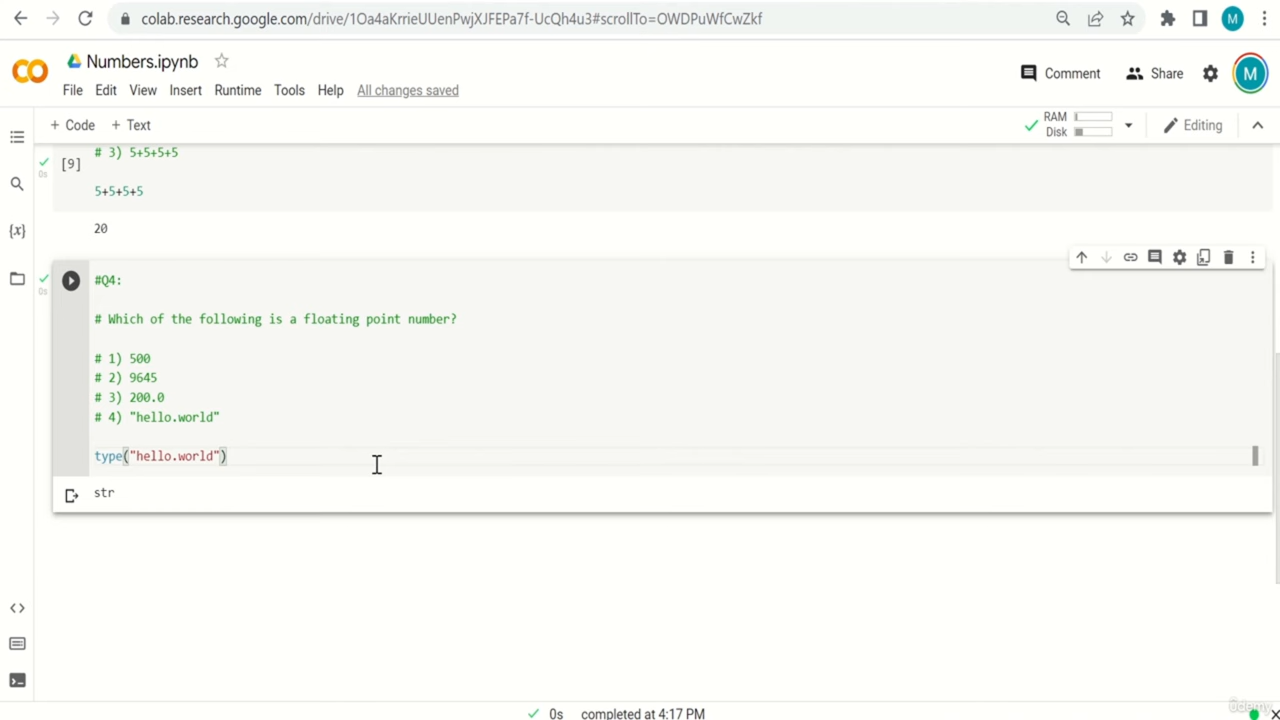 colab.research.google.com/drive/1Oa4aKrrieUUenPwjXJFEPa7f-UcQh4u3#scrollTo=OWDPuWfCwZkf
M
Numbers.ipynb
Comment
Share
M
File Edit View Insert Runtime Tools Help All changes saved
+ Code + Text
RAM
Disk
Editing
# 3) 5+5+5+5
[9]
0s
5+5+5+5
{x}
20
#Q4:
0s
# Which of the following is a floating point number?
# 1) 500
# 2) 9645
# 3) 200.0
# 4) "hello.world"
type("hello.world")
str
0s completed at 4:17 PM
udemy